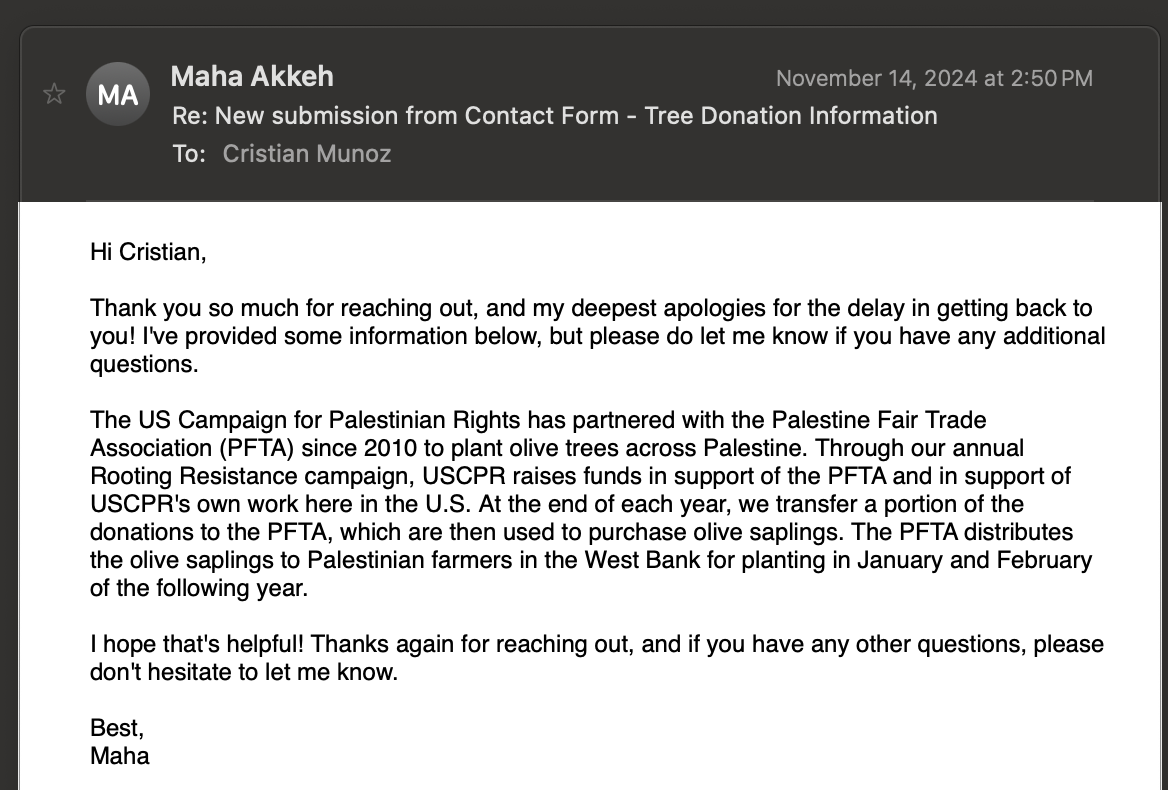 MA
Maha Akkeh
November 14, 2024 at 2:50 PM
Re: New submission from Contact Form - Tree Donation Information
To: Cristian Munoz
Hi Cristian,
Thank you so much for reaching out, and my deepest apologies for the delay in getting back to
you! I've provided some information below, but please do let me know if you have any additional
questions.
The US Campaign for Palestinian Rights has partnered with the Palestine Fair Trade
Association (PFTA) since 2010 to plant olive trees across Palestine. Through our annual
Rooting Resistance campaign, USCPR raises funds in support of the PFTA and in support of
USCPR's own work here in the U.S. At the end of each year, we transfer a portion of the
donations to the PFTA, which are then used to purchase olive saplings. The PFTA distributes
the olive saplings to Palestinian farmers in the West Bank for planting in January and February
of the following year.
I hope that's helpful! Thanks again for reaching out, and if you have any other questions, please
don't hesitate to let me know.
Best,
Maha